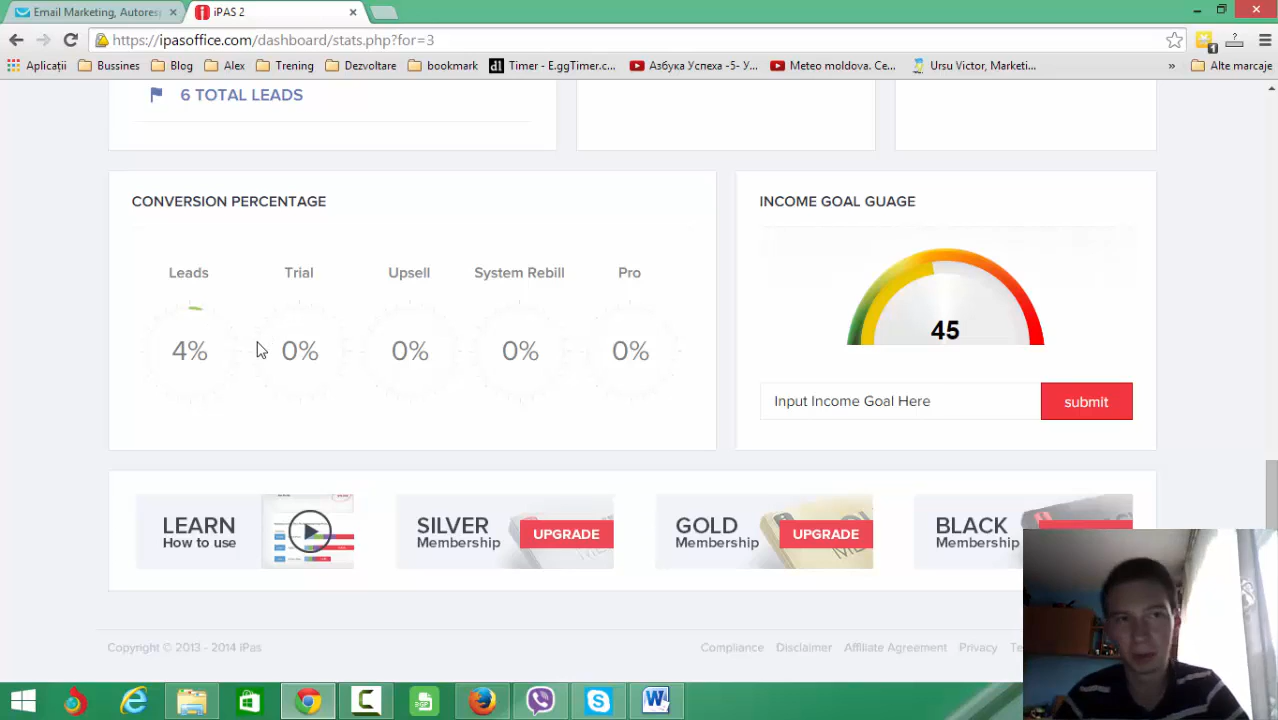 Email Marketing, Autoresp
iPAS 2
https://ipasoffice.com/dashboard/stats.php?for=3
1
?
Aplicații
Bussines
Blog
Alex
Trening
Dezvoltare
bookmark
d1
Timer - E.ggTimer.c...
Азбука Успеха -5- У...
Meteo moldova. Ce...
Ursu Victor, Marketi...
»
Alte marcaje
6 TOTAL LEADS
CONVERSION PERCENTAGE
Leads
Trial
Upsell
System Rebill
Pro
4%
0%
0%
0%
0%
INCOME GOAL GUAGE
45
Input Income Goal Here
submit
LEARN
How to use
SILVER
Membership
UPGRADE
GOLD
Membership
UPGRADE
BLACK
Membership
Copyright © 2013 - 2014 iPas
Compliance
Disclaimer
Affiliate Agreement
Privacy